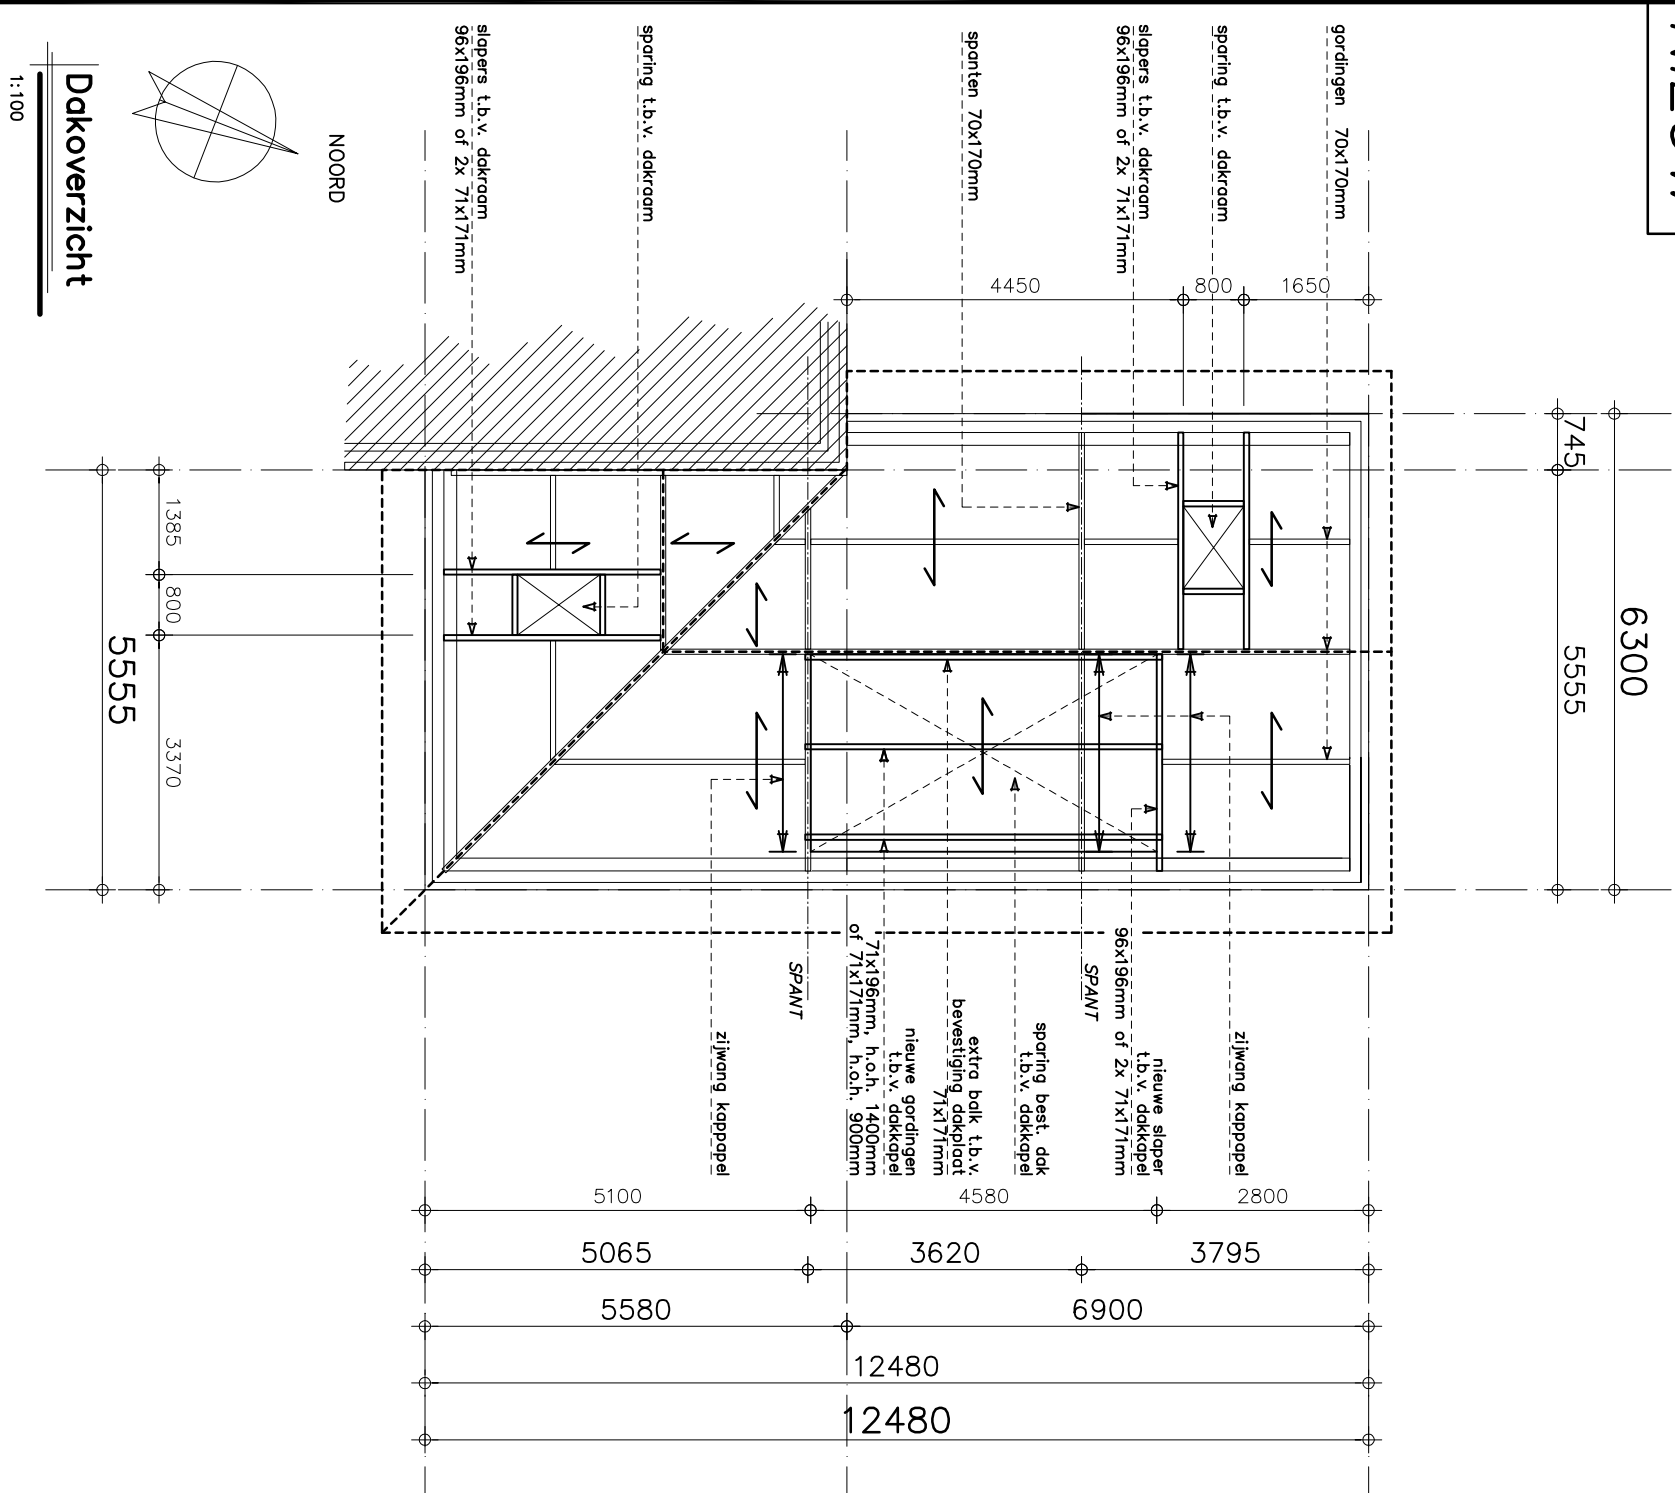 gordingen 70x170mm
sparing t.b.v. dakraam
slapers t.b.v. dakraam
96x196mm of 2x 71x171mm
spanten 70x170mm
sparing t.b.v. dakraam
slapers t.b.v. dakraam
96x196mm of 2x 71x171mm
NOORD
Dakoverzicht
1:100
4450
800
1650
745
5555
6300
1385
800
3370
5555
zijwang kappapel
nieuwe slaper
t.b.v. dakkapel
96x196mm of 2x 71x171mm
SPANT
sparing best. dak
t.b.v. dakkapel
extra balk t.b.v.
bevestiging dakplaat
71x171mm
nieuwe gordingen
t.b.v. dakkapel
71x196mm, h.o.h. 1400mm
of 71x171mm, h.o.h. 900mm
SPANT
zijwang kappapel
5100
4580
2800
5065
3620
3795
5580
6900
12480
12480